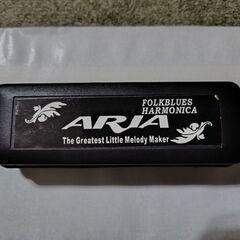 FOLKBLUES
HARMONICA
ARIA
The Greatest Little Melody Maker